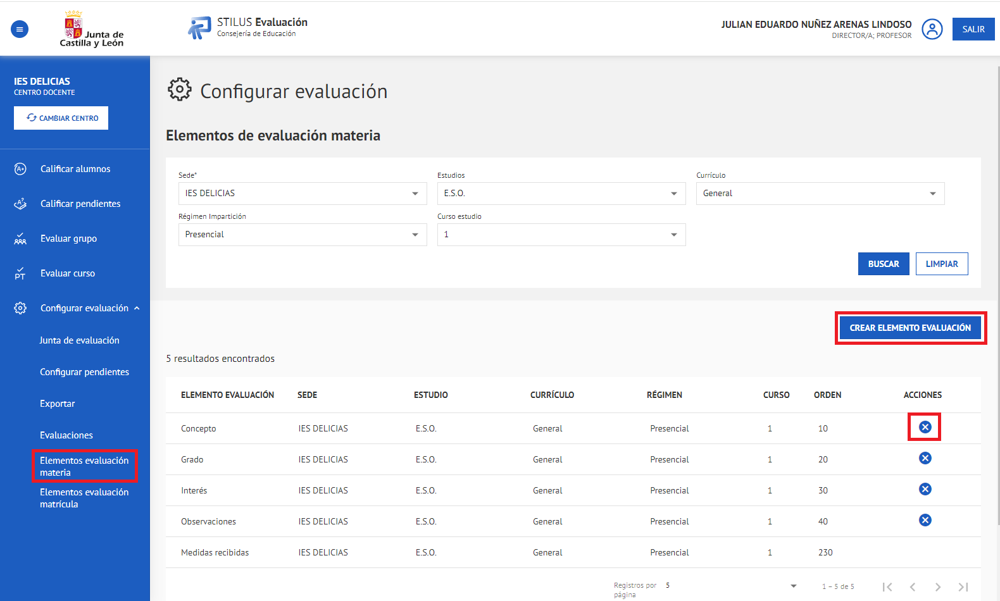 Junta de
Castilla y León
STILUS Evaluación
Consejería de Educación
JULIAN EDUARDO NUÑEZ ARENAS LINDOSO
DIRECTOR/A; PROFESOR
SALIR
IES DELICIAS
CENTRO DOCENTE
CAMBIAR CENTRO
Calificar alumnos
Calificar pendientes
Evaluar grupo
Evaluar curso
Configurar evaluación
Junta de evaluación
Configurar pendientes
Exportar
Evaluaciones
Elementos evaluación
materia
Elementos evaluación
matrícula
Configurar evaluación
Elementos de evaluación materia
Sede* Estudios Currículo
IES DELICIAS E.S.O. General
Régimen Impartición Curso estudio
Presencial 1
BUSCAR LIMPIAR
CREAR ELEMENTO EVALUACIÓN
5 resultados encontrados
ELEMENTO EVALUACIÓN SEDE ESTUDIO CURRÍCULO RÉGIMEN CURSO ORDEN ACCIONES
Concepto IES DELICIAS E.S.O. General Presencial 1 10
Grado IES DELICIAS E.S.O. General Presencial 1 20
Interés IES DELICIAS E.S.O. General Presencial 1 30
Observaciones IES DELICIAS E.S.O. General Presencial 1 40
Medidas recibidas IES DELICIAS E.S.O. General Presencial 1 230
Registros por
página
5
1 – 5 de 5